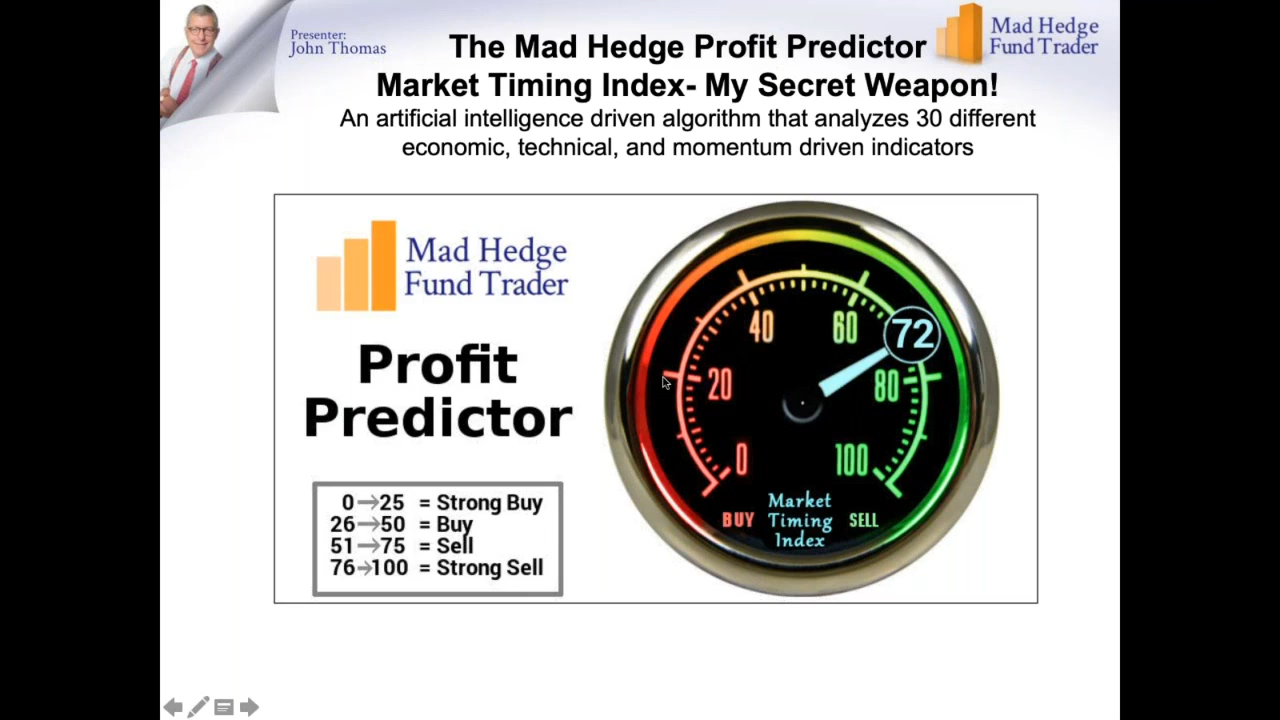 Presenter:
John Thomas
Mad Hedge
Fund Trader
The Mad Hedge Profit Predictor
Market Timing Index- My Secret Weapon!
An artificial intelligence driven algorithm that analyzes 30 different
economic, technical, and momentum driven indicators
Mad Hedge
Fund Trader
Profit
Predictor
0→25 = Strong Buy
26→50 = Buy
51→75 = Sell
76→100 = Strong Sell
40 60
72
20 80
0 100
BUY Market Timing Index SELL